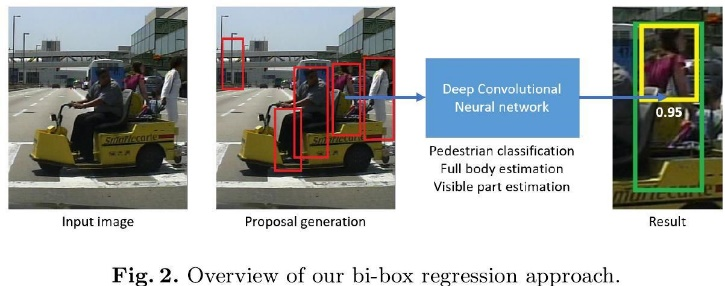 Deep Convolutional
Neural network
0.95
Pedestrian classification
Full body estimation
Visible part estimation
Input image
Proposal generation
Result
Fig. 2. Overview of our bi-box regression approach.